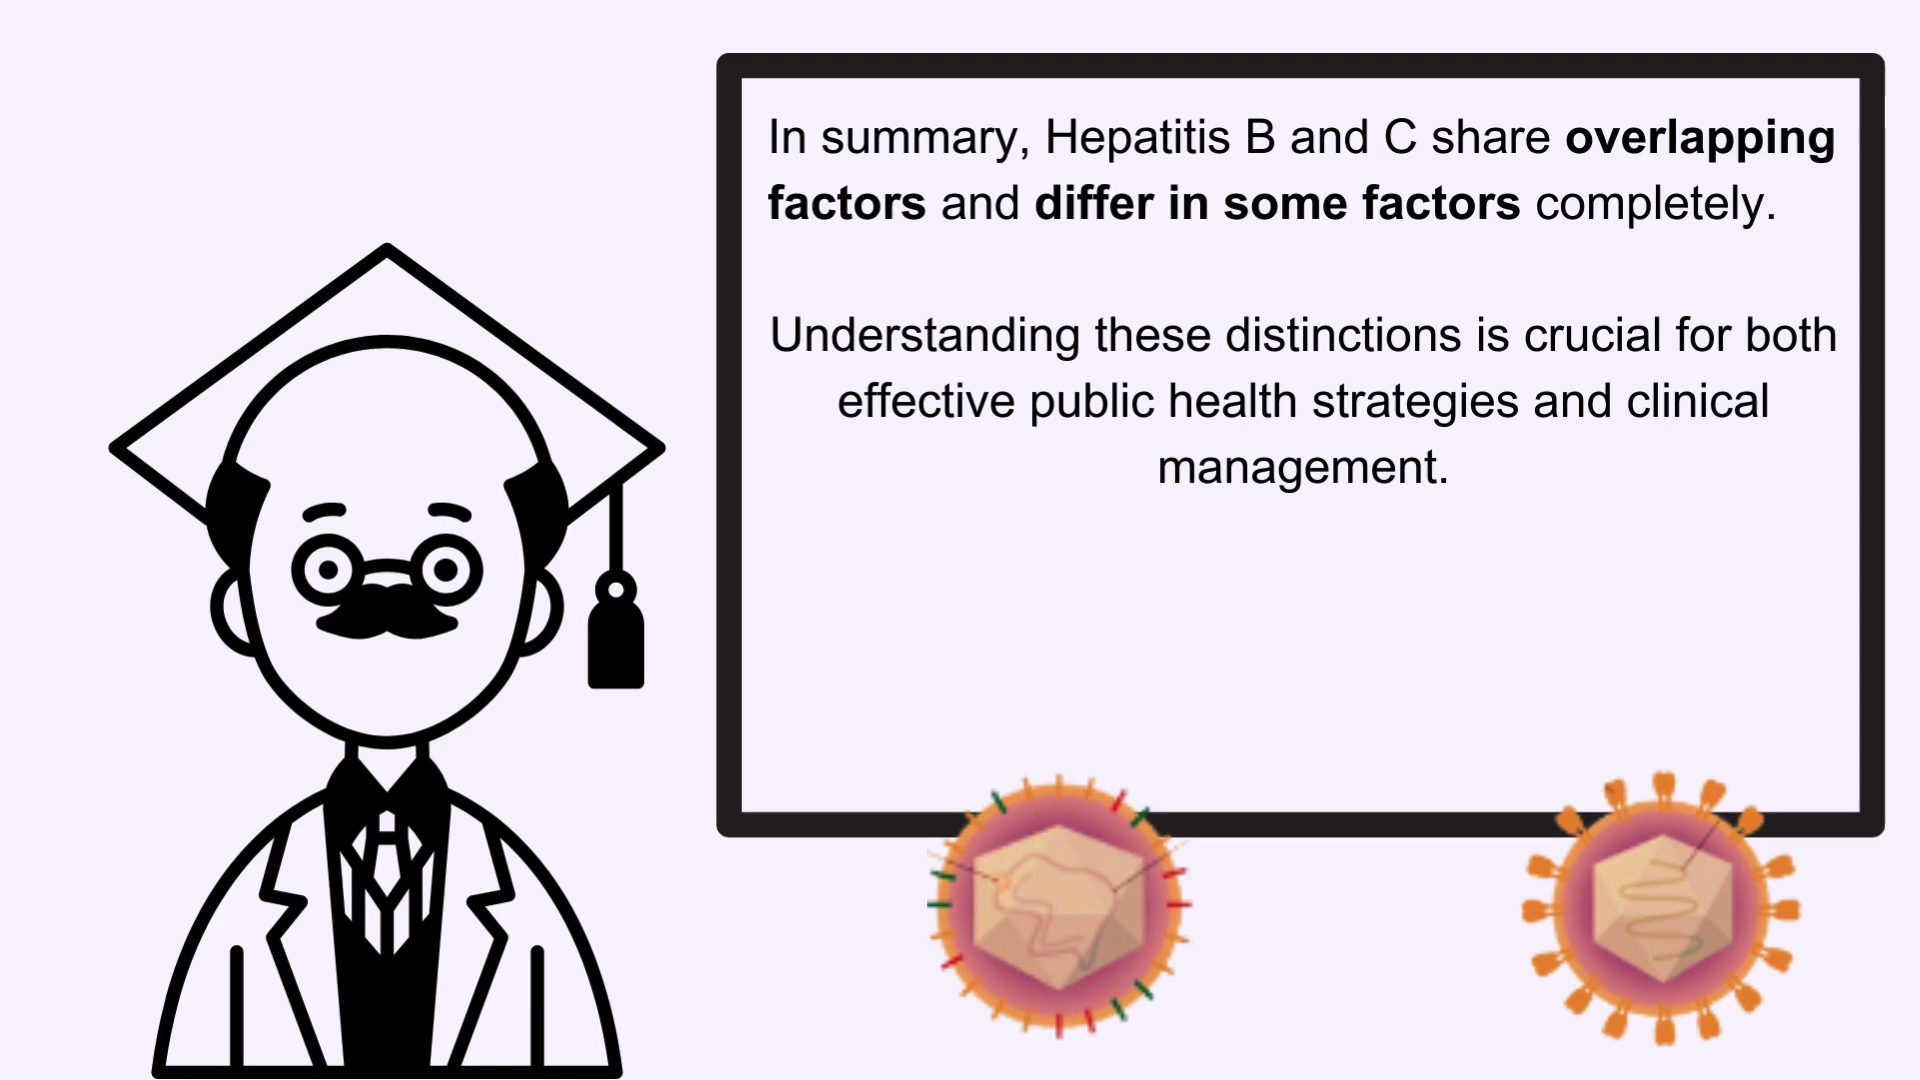 In summary, Hepatitis B and C share overlapping
factors and differ in some factors completely.
Understanding these distinctions is crucial for both
effective public health strategies and clinical
management.